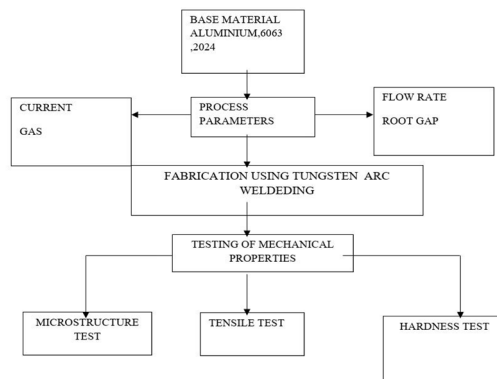 BASE MATERIAL
ALUMINIUM,6063
,2024
CURRENT
GAS
PROCESS
PARAMETERS
FLOW RATE
ROOT GAP
FABRICATION USING TUNGSTEN ARC
WELDEDING
TESTING OF MECHANICAL
PROPERTIES
MICROSTRUCTURE
TEST
TENSILE TEST
HARDNESS TEST